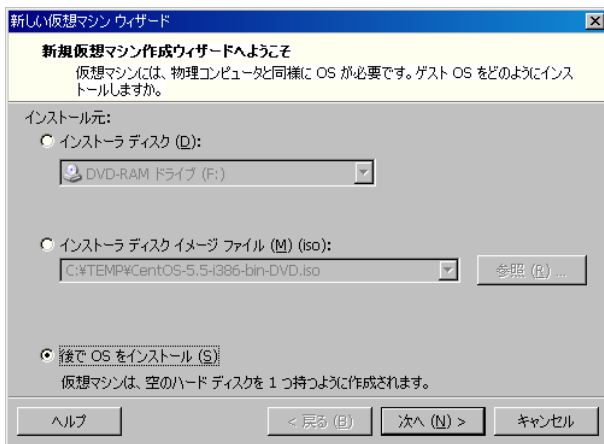 新しい仮想マシン ウィザード
新規仮想マシン作成ウィザードへようこそ
仮想マシンには、物理コンピュータと同様に OS が必要です。ゲスト OS をどのようにインス
トールしますか。
インストール元:
インストーラ ディスク (D):
DVD-RAM ドライブ (F:)
インストーラ ディスク イメージ ファイル (M) (iso):
C:¥TEMP¥CentOS-5.5-i386-bin-DVD.iso
参照 (R) ...
後で OS をインストール (S)
仮想マシンは、空のハード ディスクを 1 つ持つように作成されます。
ヘルプ
< 戻る (B)
次へ (N) >
キャンセル